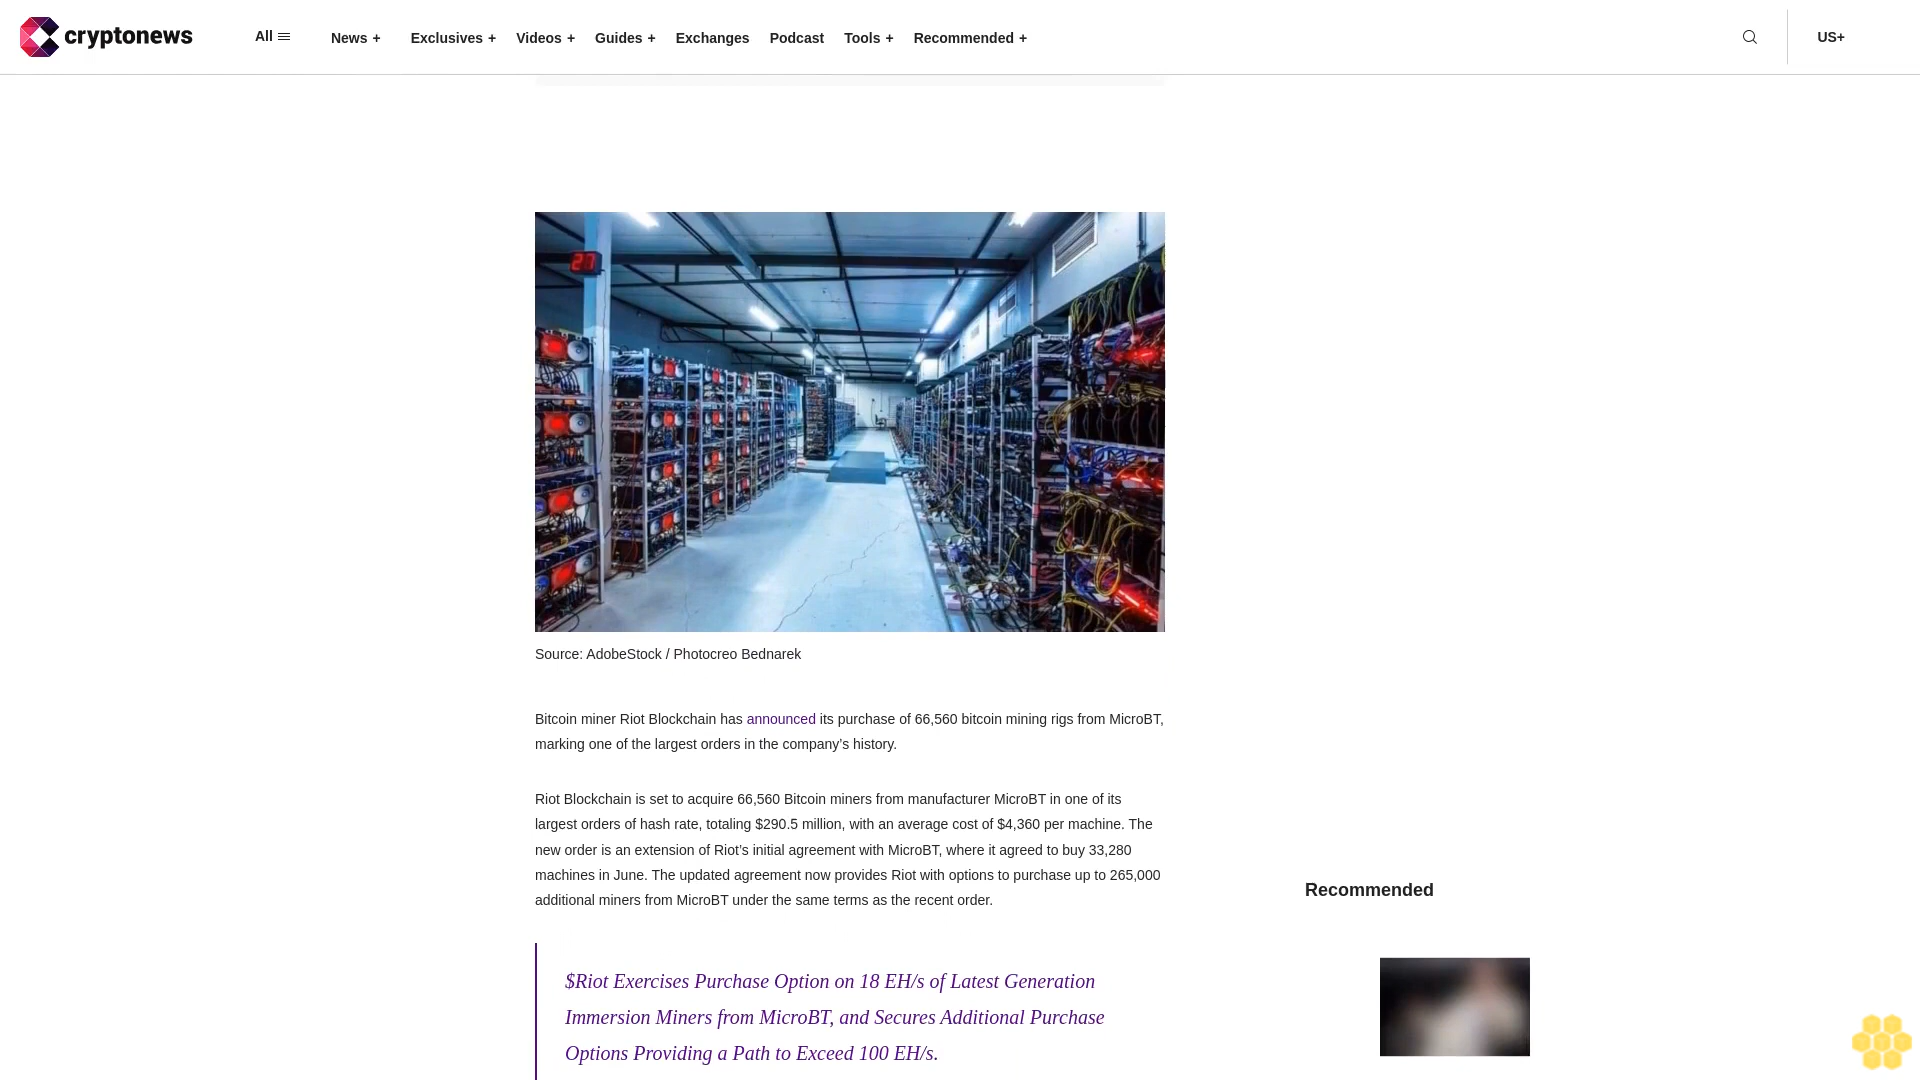 cryptonews
All
News +
Exclusives +
Videos +
Guides +
Exchanges
Podcast
Tools +
Recommended +
US+
27
Source: AdobeStock / Photocreo Bednarek
Bitcoin miner Riot Blockchain has announced its purchase of 66,560 bitcoin mining rigs from MicroBT,
marking one of the largest orders in the company’s history.
Riot Blockchain is set to acquire 66,560 Bitcoin miners from manufacturer MicroBT in one of its
largest orders of hash rate, totaling $290.5 million, with an average cost of $4,360 per machine. The
new order is an extension of Riot’s initial agreement with MicroBT, where it agreed to buy 33,280
machines in June. The updated agreement now provides Riot with options to purchase up to 265,000
additional miners from MicroBT under the same terms as the recent order.
$Riot Exercises Purchase Option on 18 EH/s of Latest Generation
Immersion Miners from MicroBT, and Secures Additional Purchase
Options Providing a Path to Exceed 100 EH/s.
Recommended